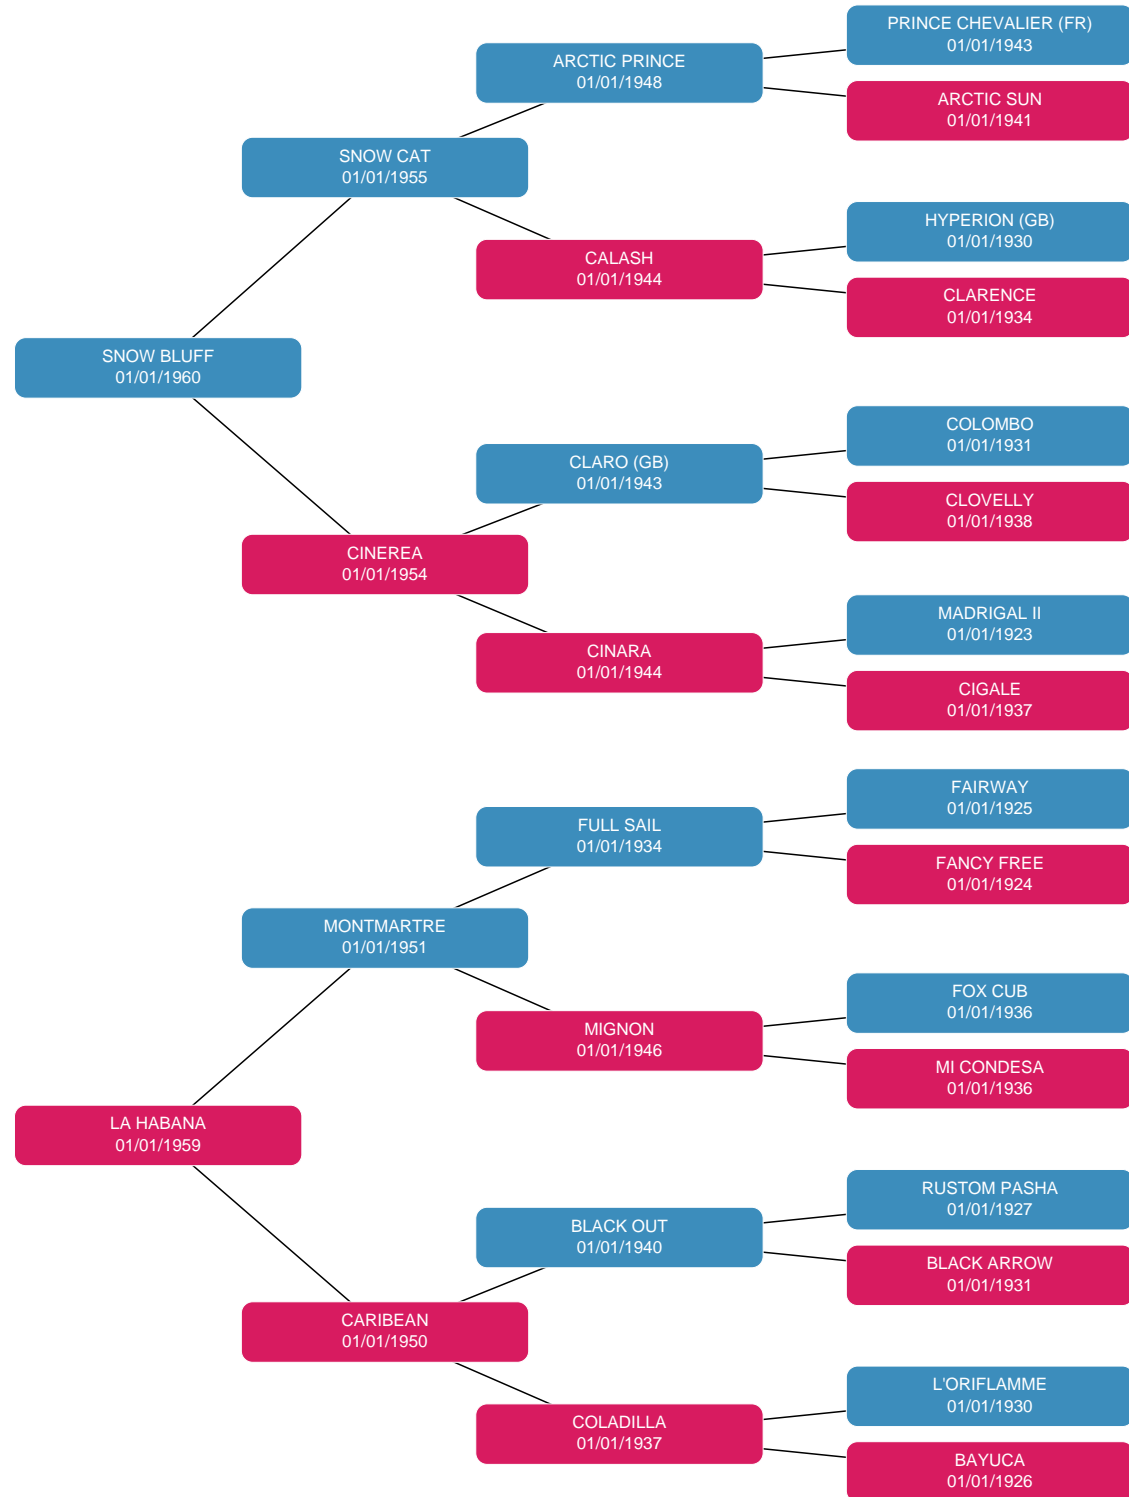 PRINCE CHEVALIER (FR)
01/01/1943
ARCTIC PRINCE
01/01/1948
ARCTIC SUN
01/01/1941
SNOW CAT
01/01/1955
HYPERION (GB)
01/01/1930
CALASH
01/01/1944
CLARENCE
01/01/1934
SNOW BLUFF
01/01/1960
COLOMBO
01/01/1931
CLARO (GB)
01/01/1943
CLOVELLY
01/01/1938
CINEREA
01/01/1954
MADRIGAL II
01/01/1923
CINARA
01/01/1944
CIGALE
01/01/1937
FAIRWAY
01/01/1925
FULL SAIL
01/01/1934
FANCY FREE
01/01/1924
MONTMARTRE
01/01/1951
FOX CUB
01/01/1936
MIGNON
01/01/1946
MI CONDESA
01/01/1936
LA HABANA
01/01/1959
RUSTOM PASHA
01/01/1927
BLACK OUT
01/01/1940
BLACK ARROW
01/01/1931
CARIBEAN
01/01/1950
L'ORIFLAMME
01/01/1930
COLADILLA
01/01/1937
BAYUCA
01/01/1926